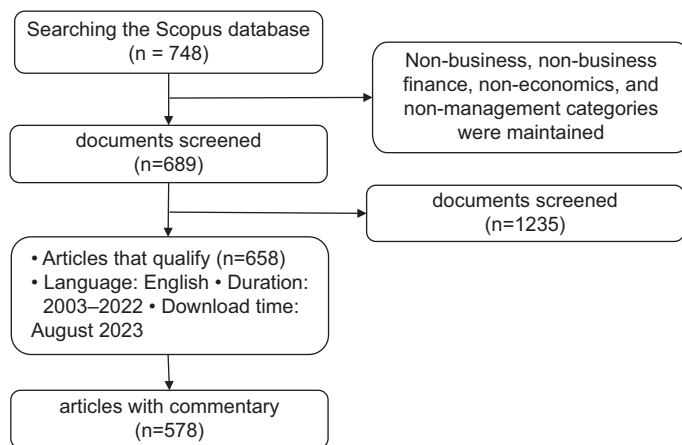 Searching the Scopus database
(n = 748)
Non-business, non-business
finance, non-economics, and
non-management categories
were maintained
documents screened
(n=689)
documents screened
(n=1235)
• Articles that qualify (n=658)
• Language: English • Duration:
2003–2022 • Download time:
August 2023
articles with commentary
(n=578)